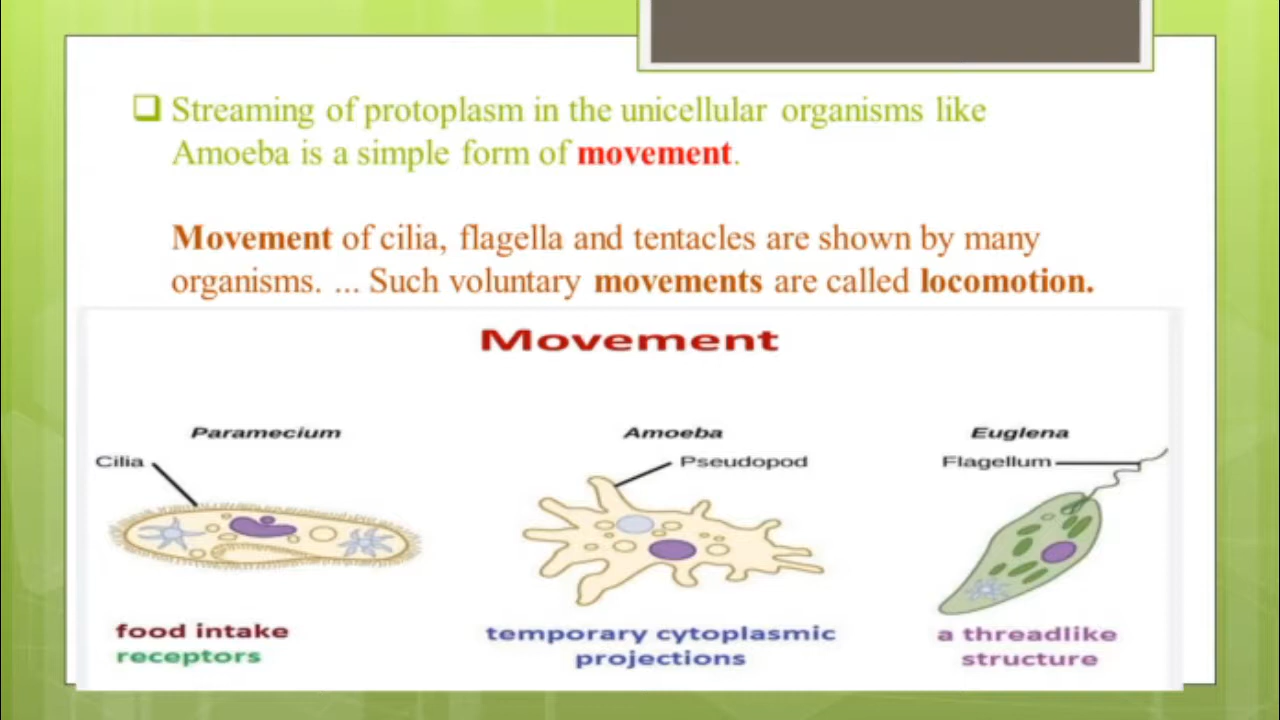 Streaming of protoplasm in the unicellular organisms like
Amoeba is a simple form of movement.
Movement of cilia, flagella and tentacles are shown by many
organisms. ... Such voluntary movements are called locomotion.
Movement
Paramecium
Cilia
food intake
receptors
Amoeba
Pseudopod
temporary cytoplasmic
projections
Euglena
Flagellum
a threadlike
structure